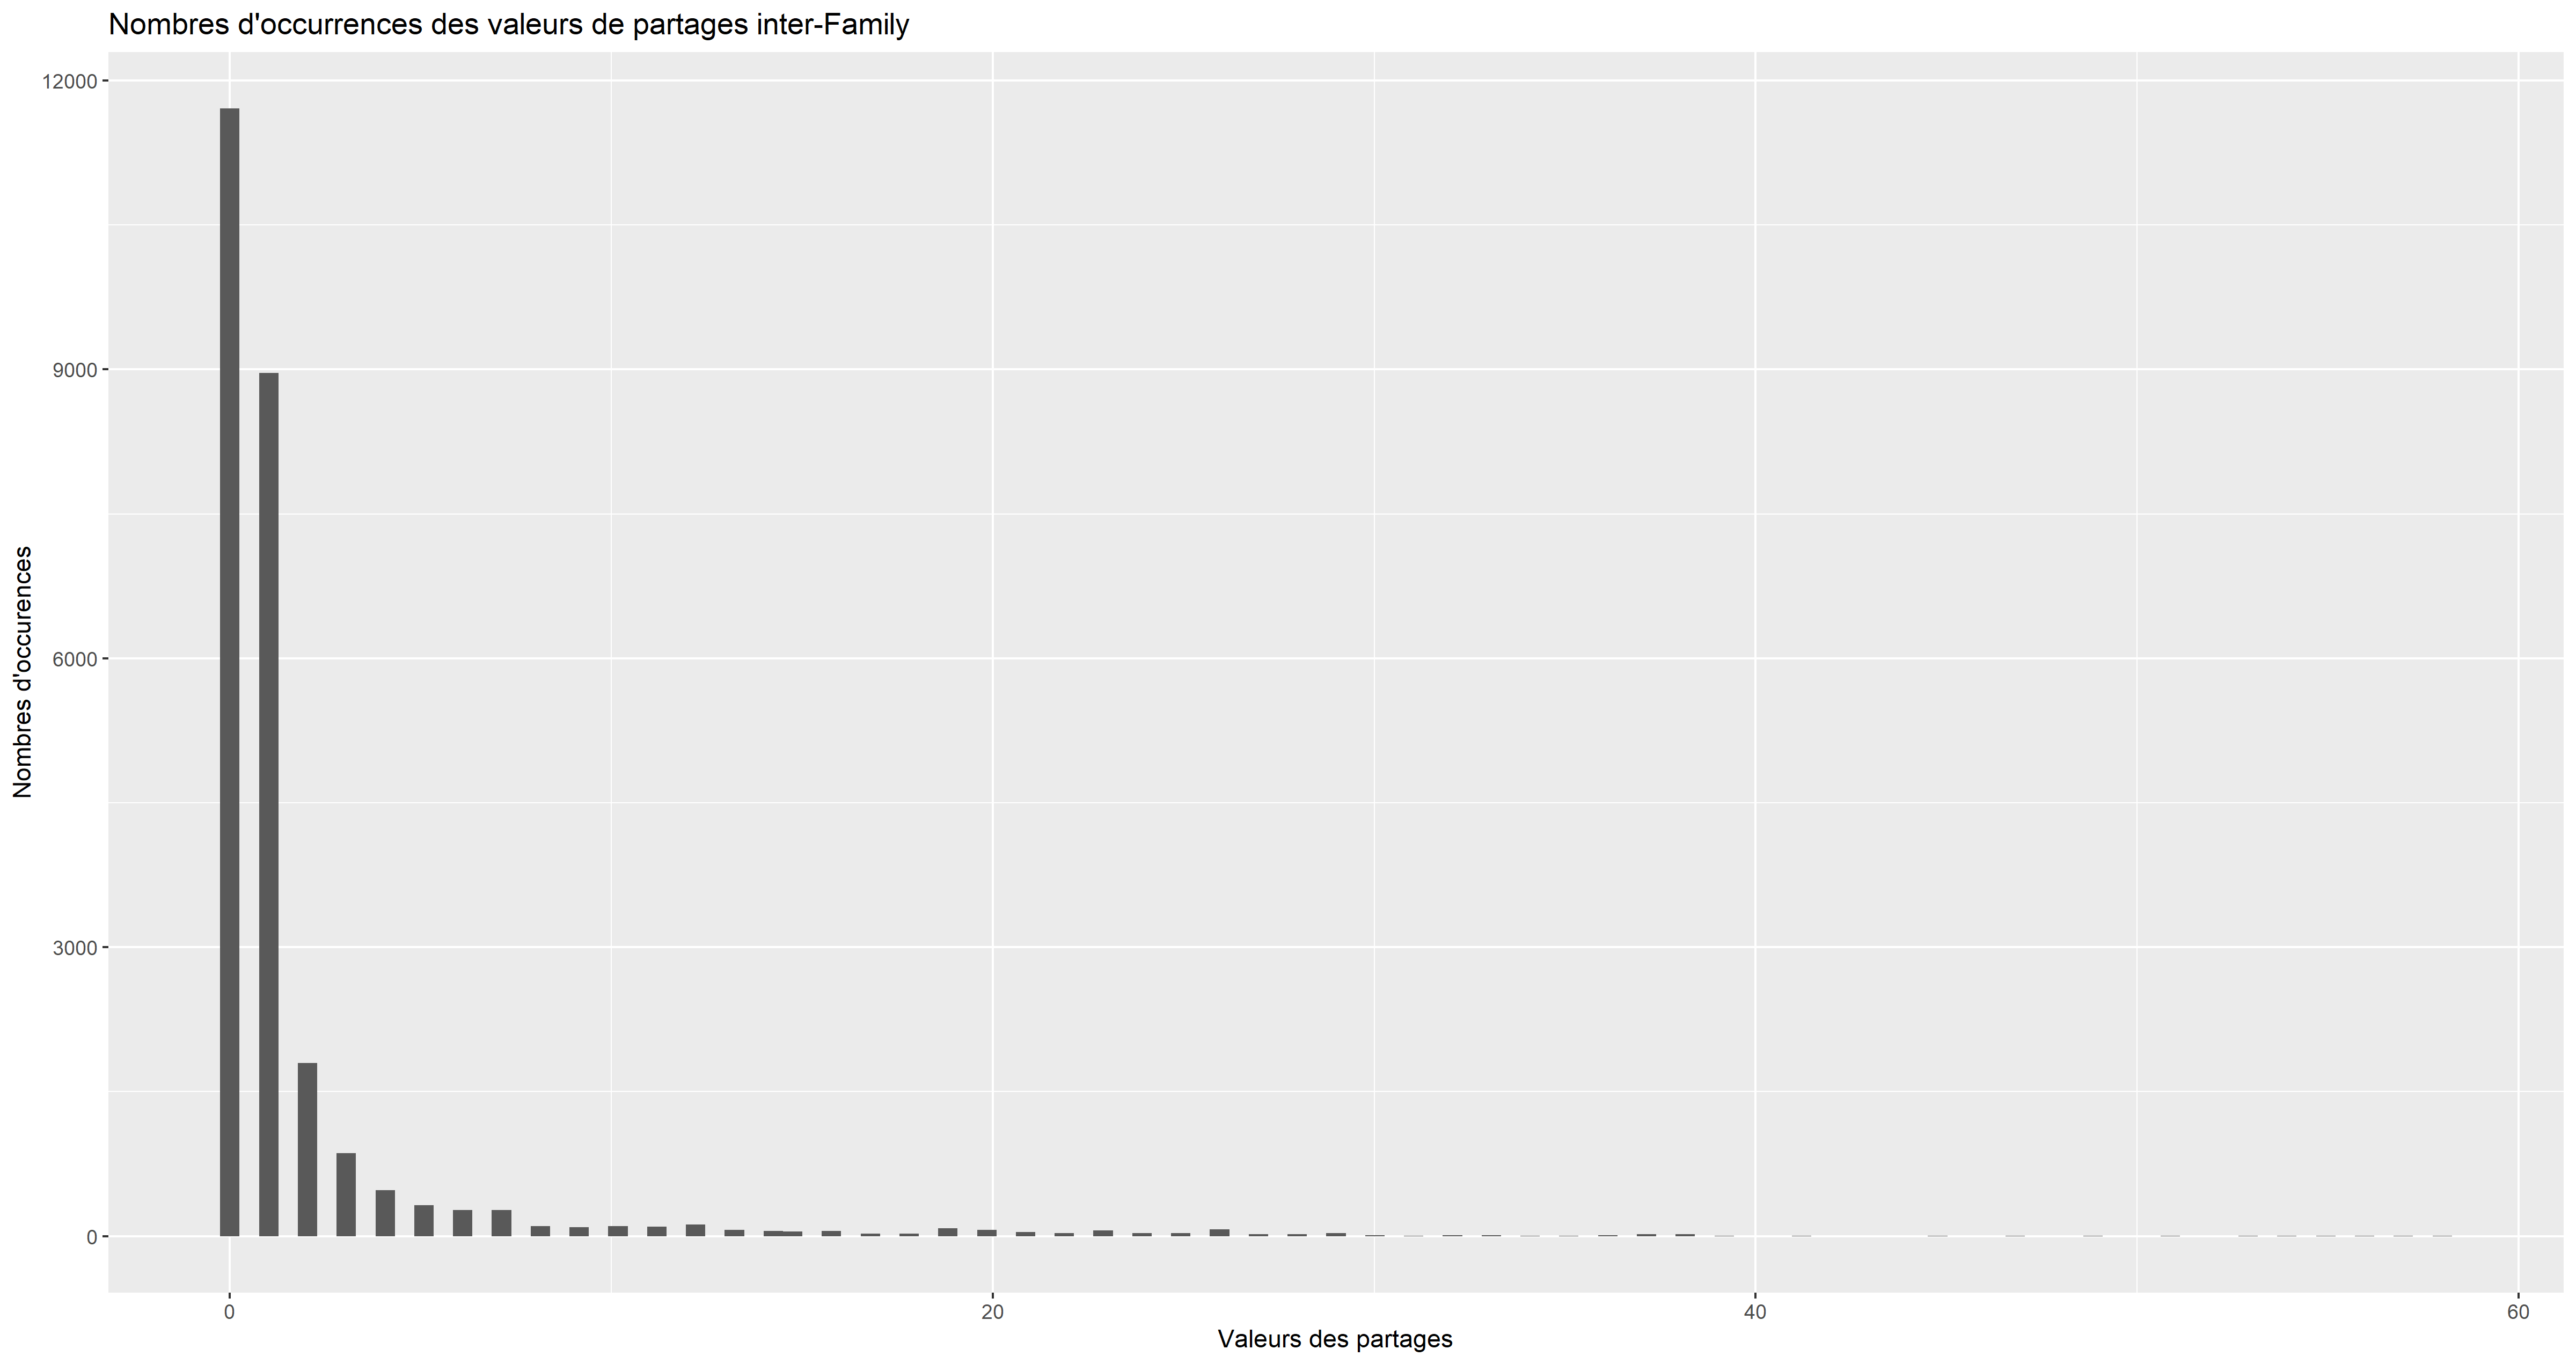 Nombres d'occurrences des valeurs de partages inter-Family
12000
9000
6000
3000
0
Nombres d'occurences
0 20 40 60
Valeurs des partages